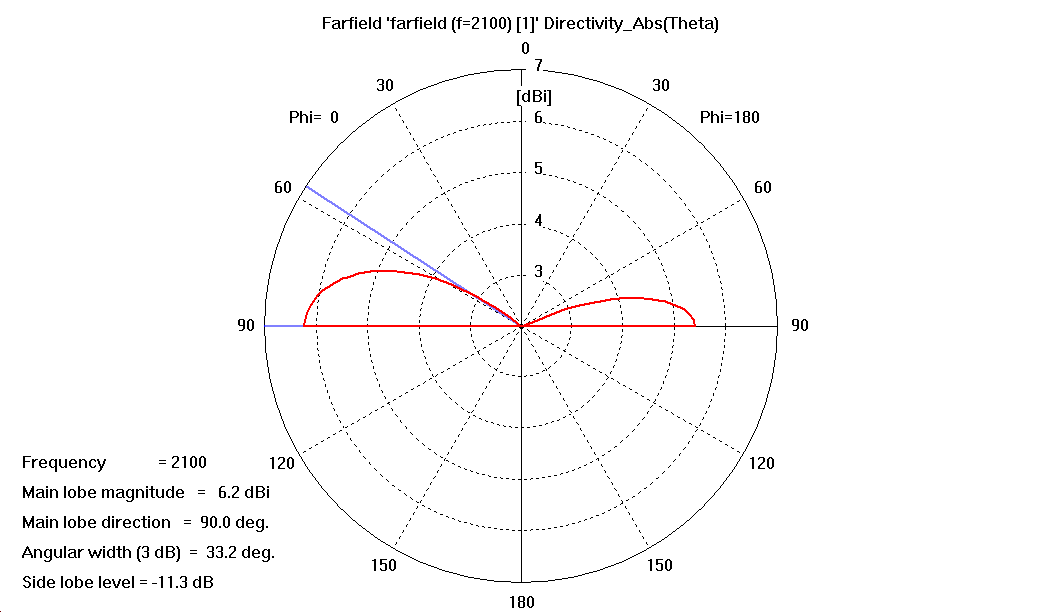 Farfield 'farfield (f=2100) [1]' Directivity_Abs(Theta)
0
7
30
[dBi]
30
Phi= 0
6
Phi=180
60
5
60
4
3
90
90
120
120
150
150
180
Frequency = 2100
Main lobe magnitude = 6.2 dBi
Main lobe direction = 90.0 deg.
Angular width (3 dB) = 33.2 deg.
Side lobe level = -11.3 dB